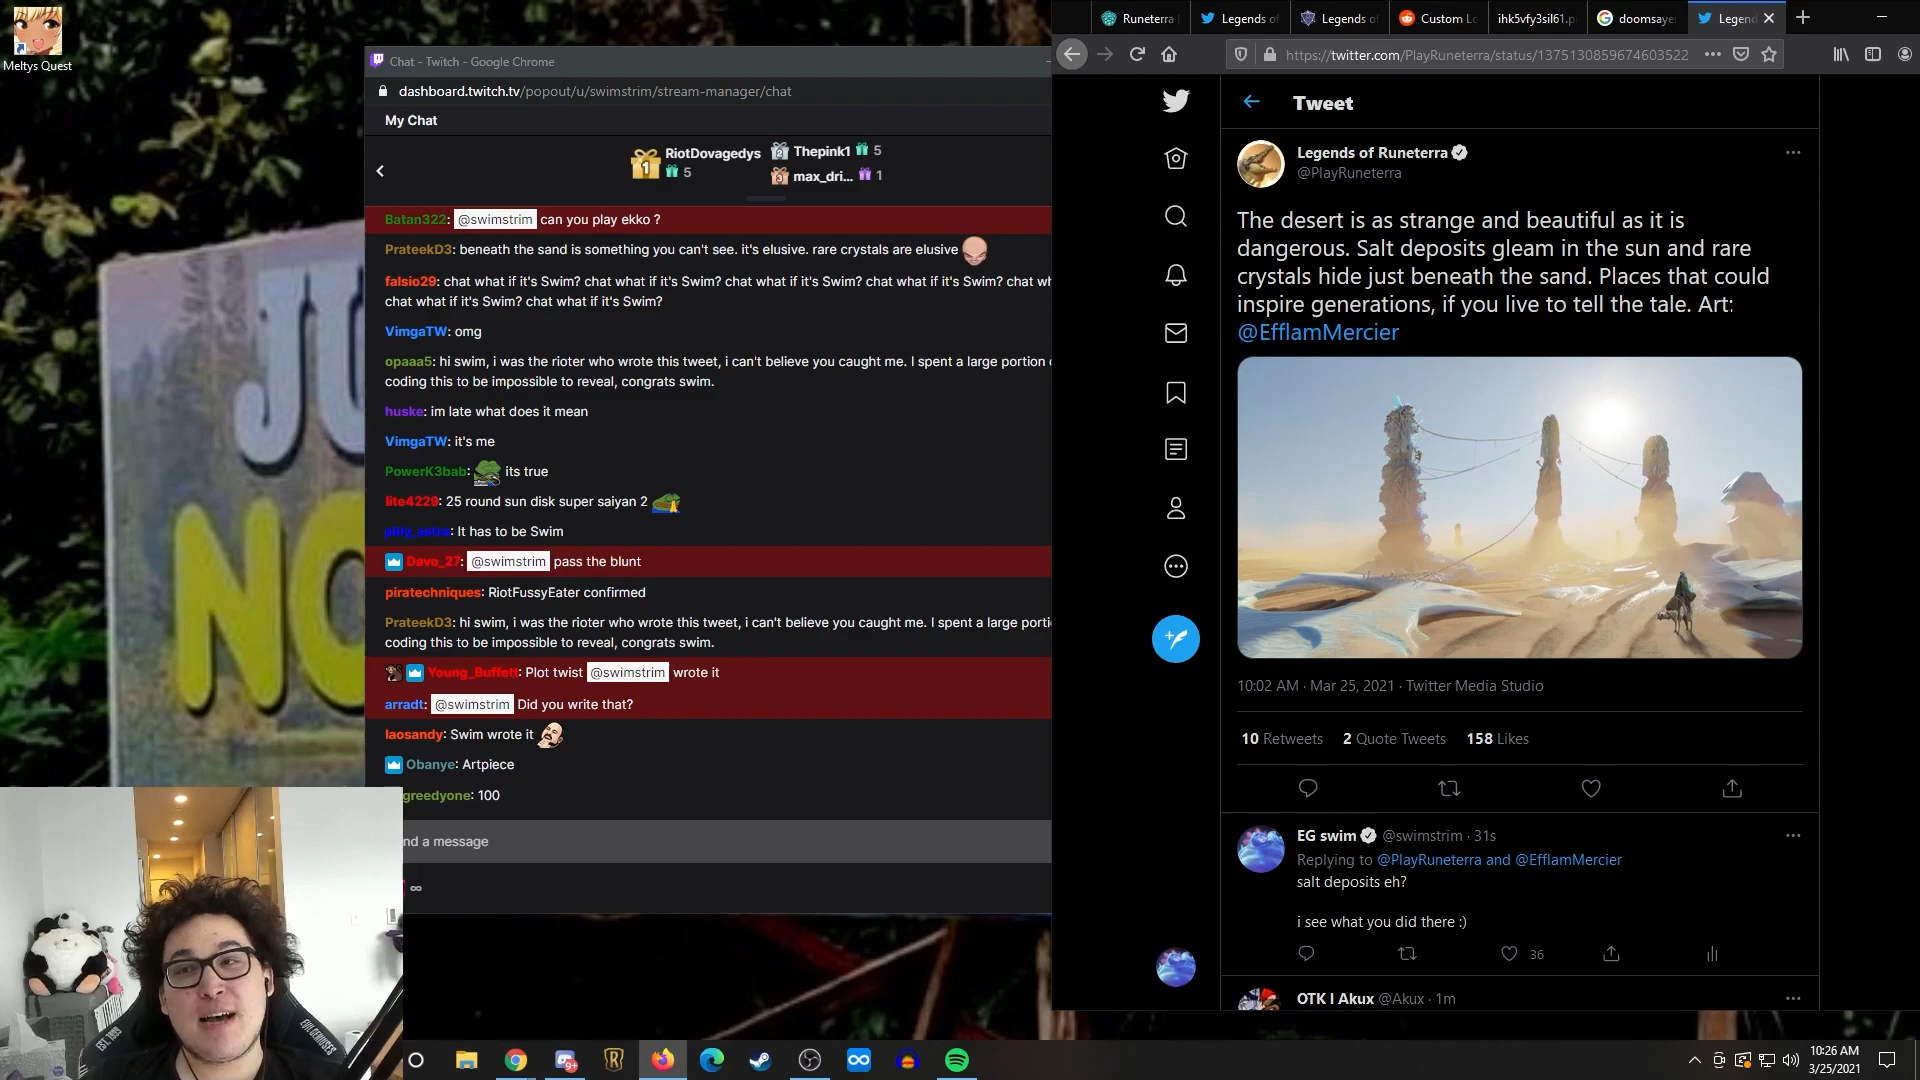 Meltys Quest
Chat - Twitch - Google Chrome
dashboard.twitch.tv/popout/u/swimstrim/stream-manager/chat
My Chat
1 RiotDovagedys 5
2 Thepink1 5
3 max_dri... 1
Batan322: @swimstrim can you play ekko ?
PrateekD3: beneath the sand is something you can't see. it's elusive. rare crystals are elusive
falsio29: chat what if it's Swim? chat what if it's Swim? chat what if it's Swim? chat what if it's Swim? chat wh
chat what if it's Swim? chat what if it's Swim?
VimgaTW: omg
opaaa5: hi swim, i was the rioter who wrote this tweet, i can't believe you caught me. I spent a large portion
coding this to be impossible to reveal, congrats swim.
huske: im late what does it mean
VimgaTW: it's me
PowerK3bab: its true
lite4229: 25 round sun disk super saiyan 2
: It has to be Swim
Davo_27: @swimstrim pass the blunt
piratechniques: RiotFussyEater confirmed
PrateekD3: hi swim, i was the rioter who wrote this tweet, i can't believe you caught me. I spent a large porti
coding this to be impossible to reveal, congrats swim.
Young_Buffett: Plot twist @swimstrim wrote it
arradt: @swimstrim Did you write that?
laosandy: Swim wrote it
Obanye: Artpiece
greedyone: 100
nd a message
∞
JU
NO
EST. 1999
EVIL GENIUSES
Runeterra
Legends of
Legends of
Custom Lo
ihk5vfy3sil61.p
doomsaye
Legend
https://twitter.com/PlayRuneterra/status/1375130859674603522
Tweet
Legends of Runeterra
@PlayRuneterra
The desert is as strange and beautiful as it is
dangerous. Salt deposits gleam in the sun and rare
crystals hide just beneath the sand. Places that could
inspire generations, if you live to tell the tale. Art:
@EfflamMercier
10:02 AM · Mar 25, 2021 · Twitter Media Studio
10 Retweets 2 Quote Tweets 158 Likes
EG swim @swimstrim · 31s
Replying to @PlayRuneterra and @EfflamMercier
salt deposits eh?
i see what you did there :)
36
OTK I Akux @Akux · 1m
9+
10:26 AM
3/25/2021